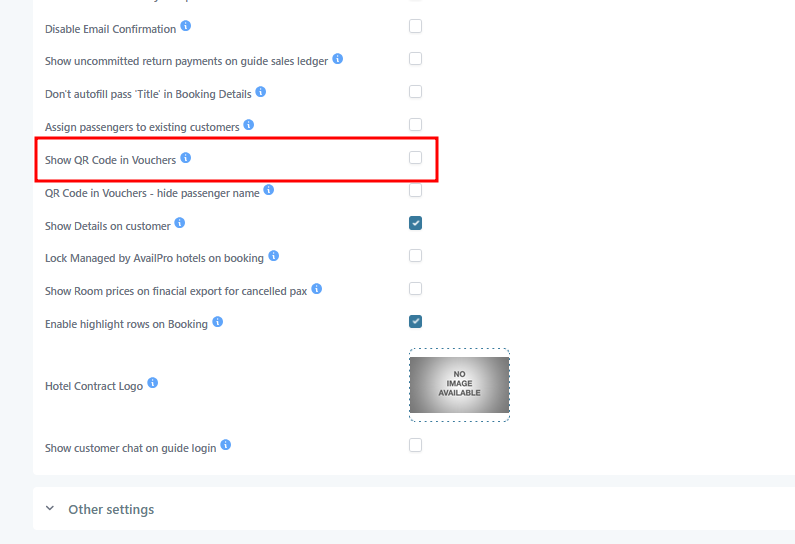 Disable Email Confirmation
Show uncommitted return payments on guide sales ledger
Don't autofill pass 'Title' in Booking Details
Assign passengers to existing customers
Show QR Code in Vouchers
QR Code in Vouchers - hide passenger name
Show Details on customer
Lock Managed by AvailPro hotels on booking
Show Room prices on finacial export for cancelled pax
Enable highlight rows on Booking
NO
IMAGE
AVAILABLE
Hotel Contract Logo
Show customer chat on guide login
Other settings